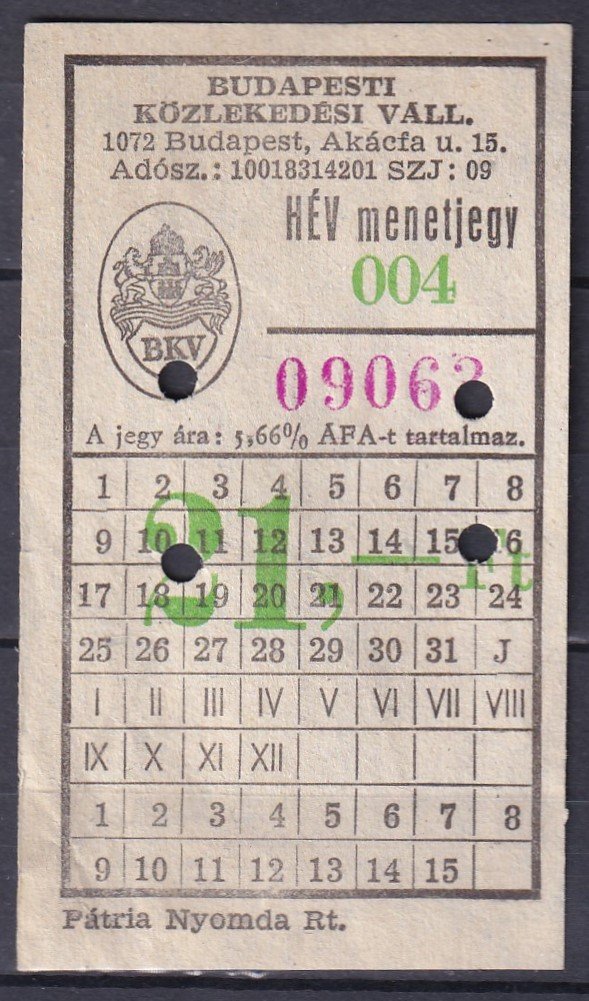 BUDAPESTI
KÖZLEKEDÉSI VÁLL.
1072 Budapest, Akácfa u. 15.
Adósz.: 10018314201 SZJ: 09
HÉV menetjegy
004
BKV
09063
A jegy ára: 5,66% ÁFA-t tartalmaz.
21,— Ft
1 2 3 4 5 6 7 8
9 10 11 12 13 14 15 16
17 18 19 20 21 22 23 24
25 26 27 28 29 30 31 J
I II III IV V VI VII VIII
IX X XI XII
1 2 3 4 5 6 7 8
9 10 11 12 13 14 15
Pátria Nyomda Rt.